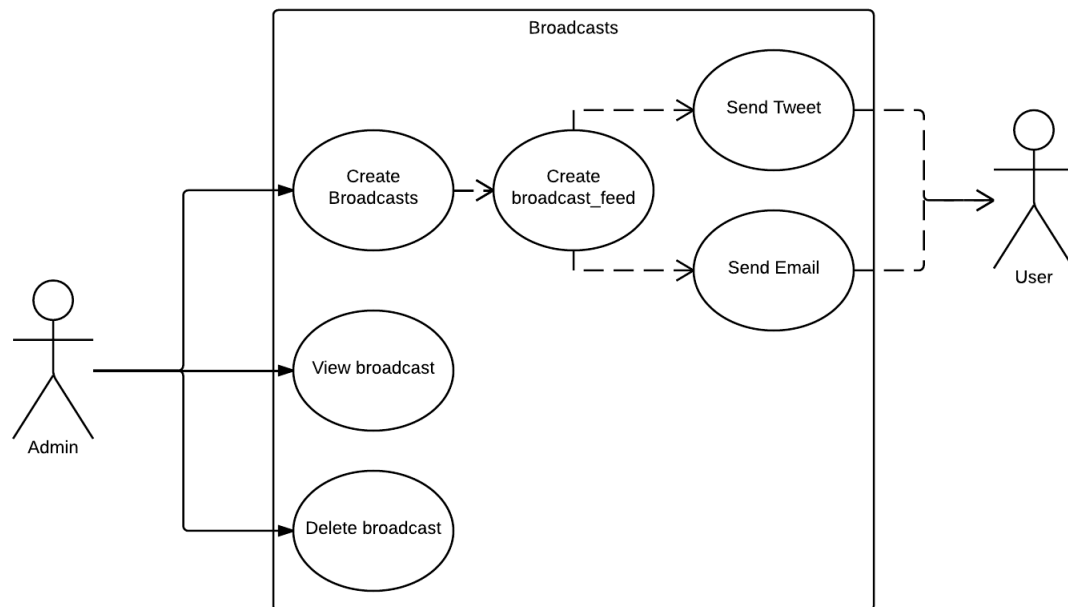 Broadcasts
Send Tweet
Create
Broadcasts
Create
broadcast_feed
Send Email
User
View broadcast
Admin
Delete broadcast